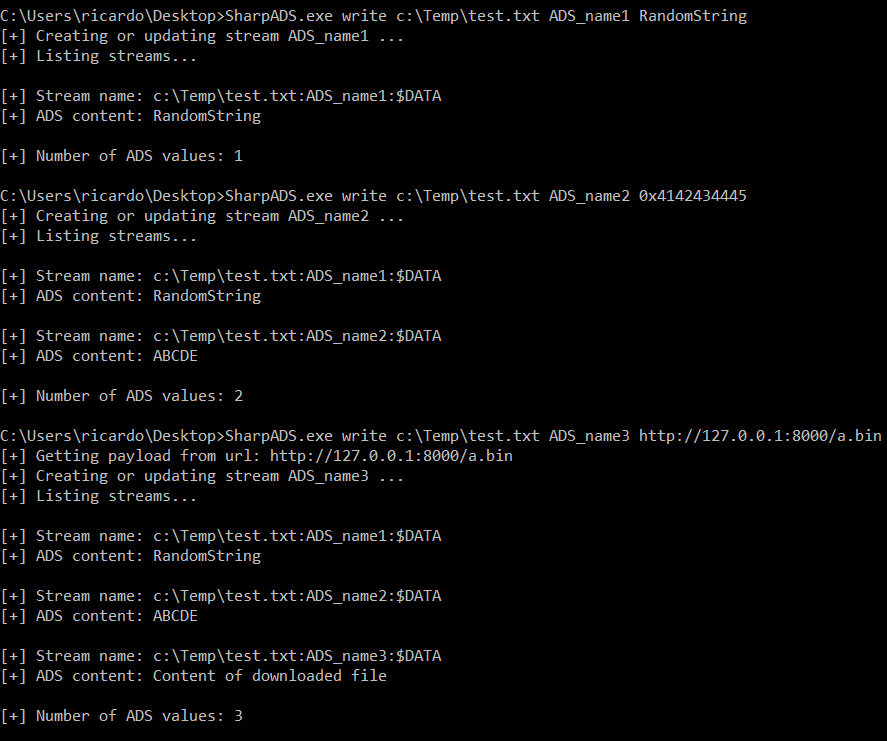 C:\Users\ricardo\Desktop>SharpADS.exe write c:\Temp\test.txt ADS_name1 RandomString
[+] Creating or updating stream ADS_name1 ...
[+] Listing streams...
[+] Stream name: c:\Temp\test.txt:ADS_name1:$DATA
[+] ADS content: RandomString
[+] Number of ADS values: 1
C:\Users\ricardo\Desktop>SharpADS.exe write c:\Temp\test.txt ADS_name2 0x4142434445
[+] Creating or updating stream ADS_name2 ...
[+] Listing streams...
[+] Stream name: c:\Temp\test.txt:ADS_name1:$DATA
[+] ADS content: RandomString
[+] Stream name: c:\Temp\test.txt:ADS_name2:$DATA
[+] ADS content: ABCDE
[+] Number of ADS values: 2
C:\Users\ricardo\Desktop>SharpADS.exe write c:\Temp\test.txt ADS_name3 http://127.0.0.1:8000/a.bin
[+] Getting payload from url: http://127.0.0.1:8000/a.bin
[+] Creating or updating stream ADS_name3 ...
[+] Listing streams...
[+] Stream name: c:\Temp\test.txt:ADS_name1:$DATA
[+] ADS content: RandomString
[+] Stream name: c:\Temp\test.txt:ADS_name2:$DATA
[+] ADS content: ABCDE
[+] Stream name: c:\Temp\test.txt:ADS_name3:$DATA
[+] ADS content: Content of downloaded file
[+] Number of ADS values: 3